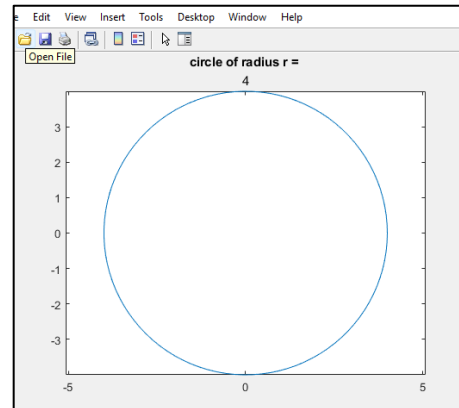 e Edit View Insert Tools Desktop Window Help
Open File
circle of radius r =
4
3
2
1
0
-1
-2
-3
-5 0 5